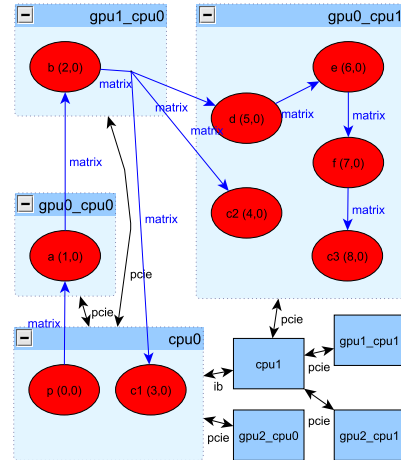 gpu1_cpu0
gpu0_cpu1
b (2,0)
e (6,0)
matrix
matrix
matrix
d (5,0)
matrix
matrix
matrix
f (7,0)
gpu0_cpu0
c2 (4,0)
matrix
matrix
a (1,0)
pcie
c3 (8,0)
pcie
pcie
matrix
cpu0
gpu1_cpu1
cpu1
pcie
p (0,0)
c1 (3,0)
ib
pcie
pcie
gpu2_cpu0
gpu2_cpu1